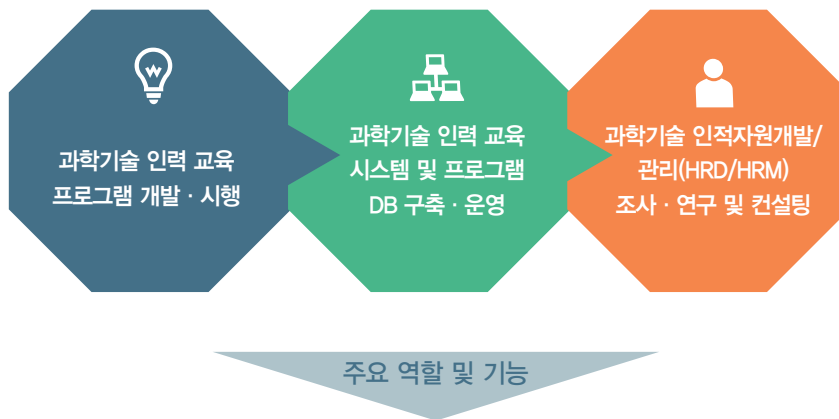 과학기술 인력 교육
프로그램 개발 · 시행
과학기술 인력 교육
시스템 및 프로그램
DB 구축 · 운영
과학기술 인적자원개발/
관리(HRD/HRM)
조사 · 연구 및 컨설팅
주요 역할 및 기능